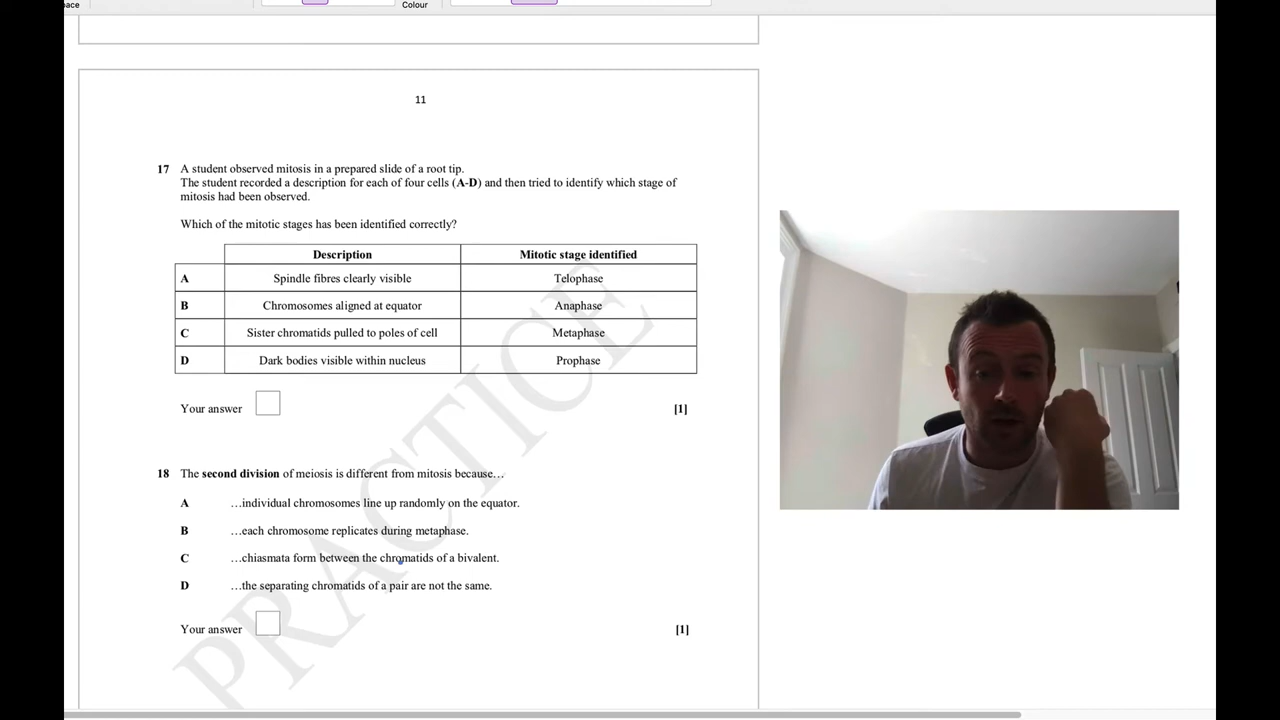 pace
Colour
11
17 A student observed mitosis in a prepared slide of a root tip.
The student recorded a description for each of four cells (A-D) and then tried to identify which stage of
mitosis had been observed.
Which of the mitotic stages has been identified correctly?
Description Mitotic stage identified
A Spindle fibres clearly visible Telophase
B Chromosomes aligned at equator Anaphase
C Sister chromatids pulled to poles of cell Metaphase
D Dark bodies visible within nucleus Prophase
Your answer [1]
18 The second division of meiosis is different from mitosis because…
A …individual chromosomes line up randomly on the equator.
B …each chromosome replicates during metaphase.
C …chiasmata form between the chromatids of a bivalent.
D …the separating chromatids of a pair are not the same.
Your answer [1]
PRACTICE